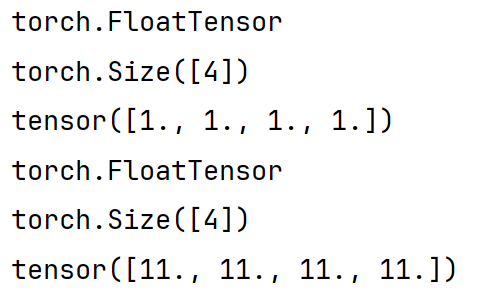 torch.FloatTensor
torch.Size([4])
tensor([1., 1., 1., 1.])
torch.FloatTensor
torch.Size([4])
tensor([11., 11., 11., 11.])